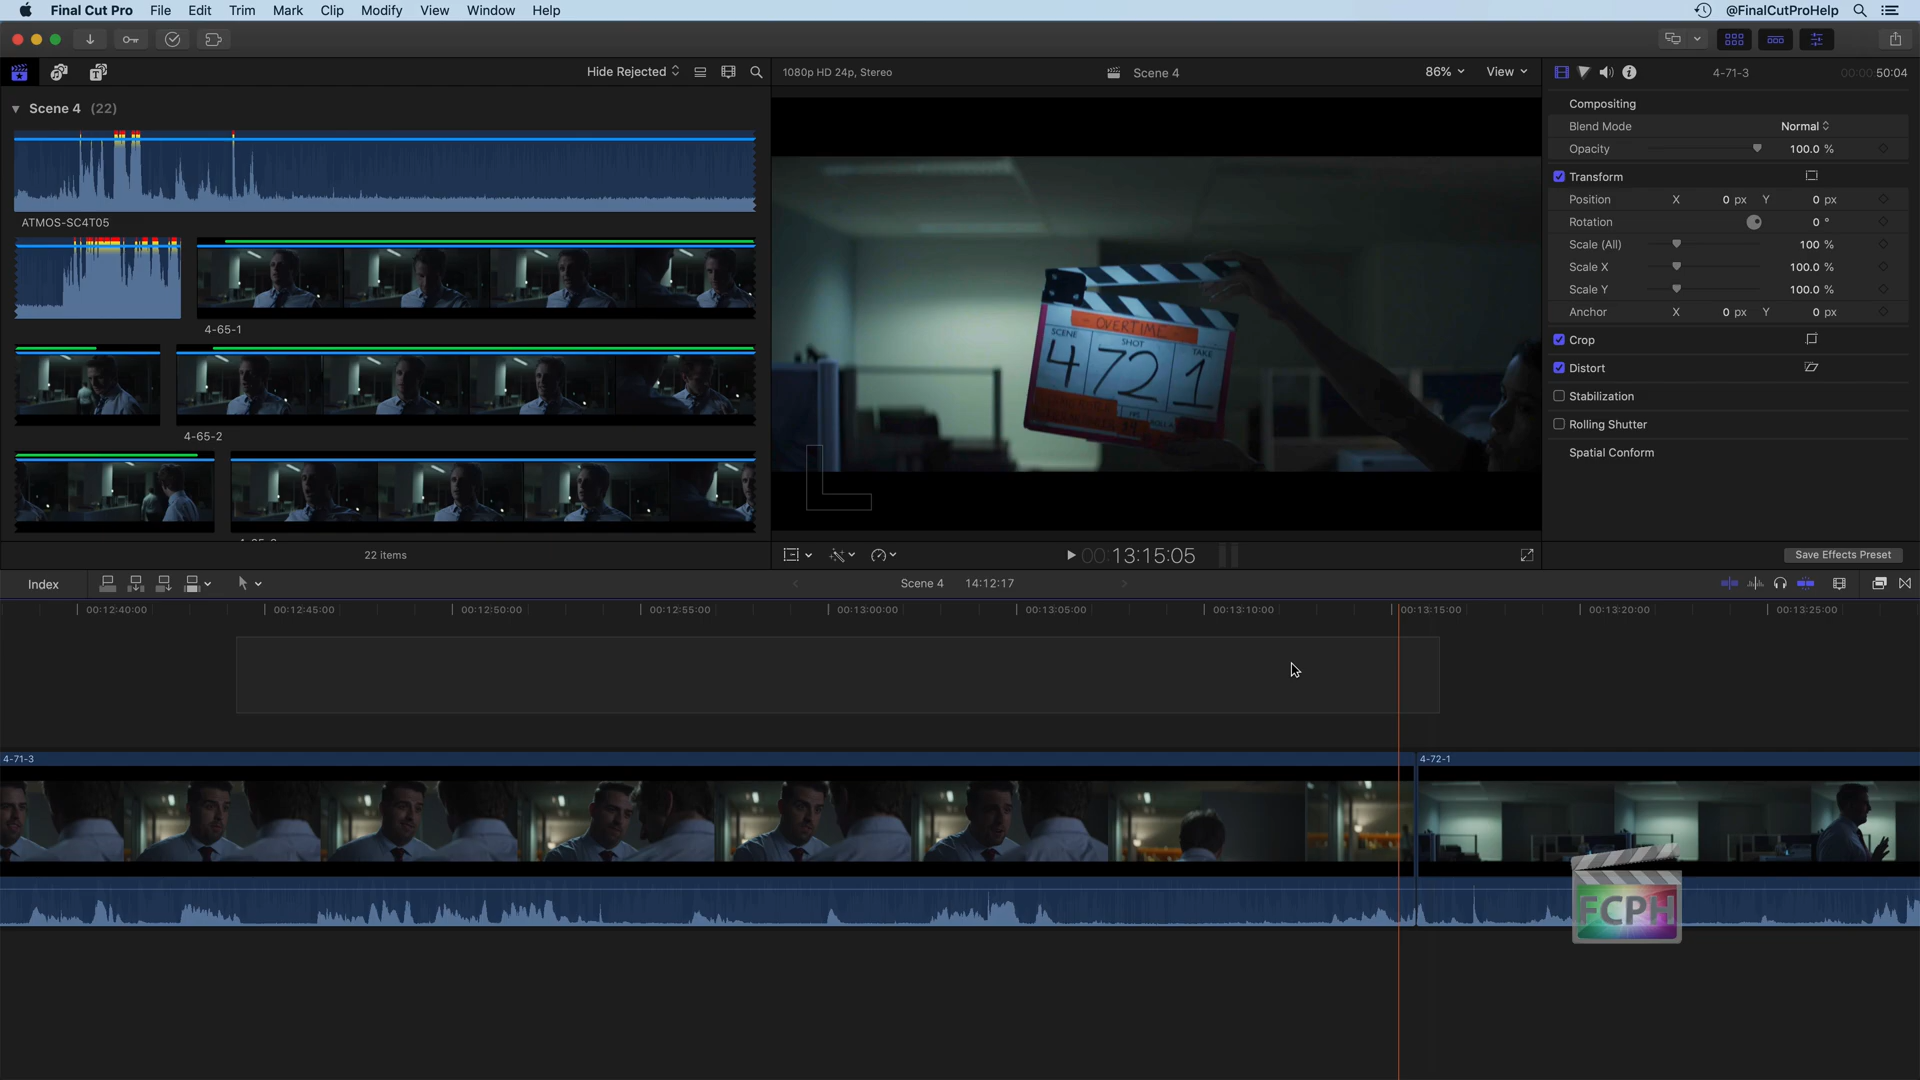 Final Cut Pro File Edit Trim Mark Clip Modify View Window Help @FinalCutProHelp
Hide Rejected
1080p HD 24p, Stereo Scene 4 86% View
4-71-3 00:00:50:04
Scene 4 (22)
ATMOS-SC4T05
4-65-1
4-65-2
22 items
- OVERTIME -
SCENE SHOT TAKE
4 72 1
Compositing
Blend Mode Normal
Opacity 100.0 %
Transform
Position X 0 px Y 0 px
Rotation 0 °
Scale (All) 100 %
Scale X 100.0 %
Scale Y 100.0 %
Anchor X 0 px Y 0 px
Crop
Distort
Stabilization
Rolling Shutter
Spatial Conform
00:13:15:05
Save Effects Preset
Index Scene 4 14:12:17
00:12:40:00 00:12:45:00 00:12:50:00 00:12:55:00 00:13:00:00 00:13:05:00 00:13:10:00 00:13:15:00 00:13:20:00 00:13:25:00
4-71-3 4-72-1
FCPH